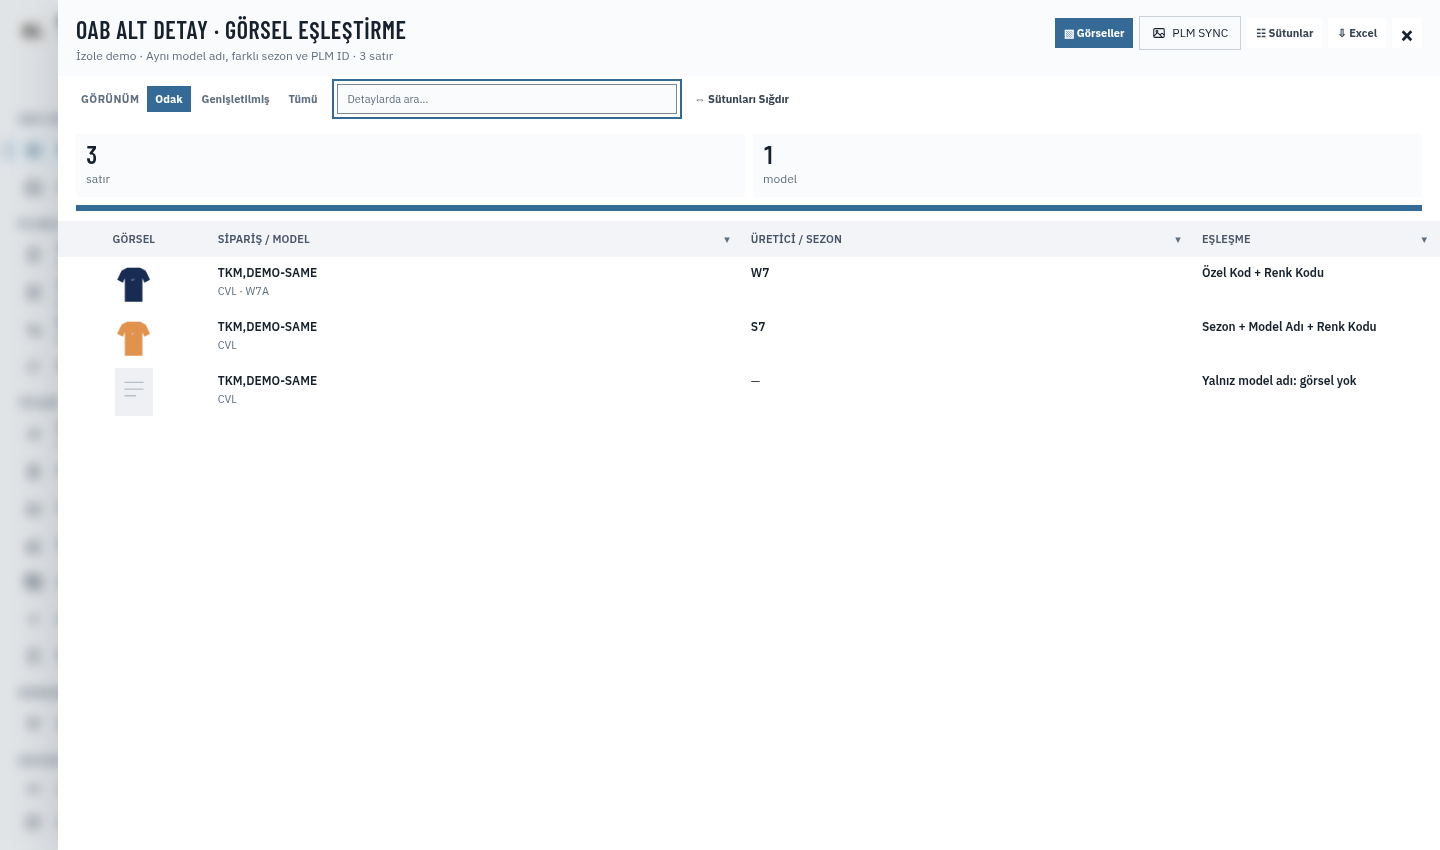 OAB ALT DETAY · GÖRSEL EŞLEŞTİRME
İzole demo · Aynı model adı, farklı sezon ve PLM ID · 3 satır
Görseller
PLM SYNC
Sütunlar
Excel
GÖRÜNÜM
Odak
Genişletilmiş
Tümü
Detaylarda ara...
↔ Sütunları Sığdır
3
satır
1
model
GÖRSEL
SİPARİŞ / MODEL
ÜRETİCİ / SEZON
EŞLEŞME
TKM,DEMO-SAME
W7
Özel Kod + Renk Kodu
CVL · W7A
TKM,DEMO-SAME
S7
Sezon + Model Adı + Renk Kodu
CVL
TKM,DEMO-SAME
—
Yalnız model adı: görsel yok
CVL